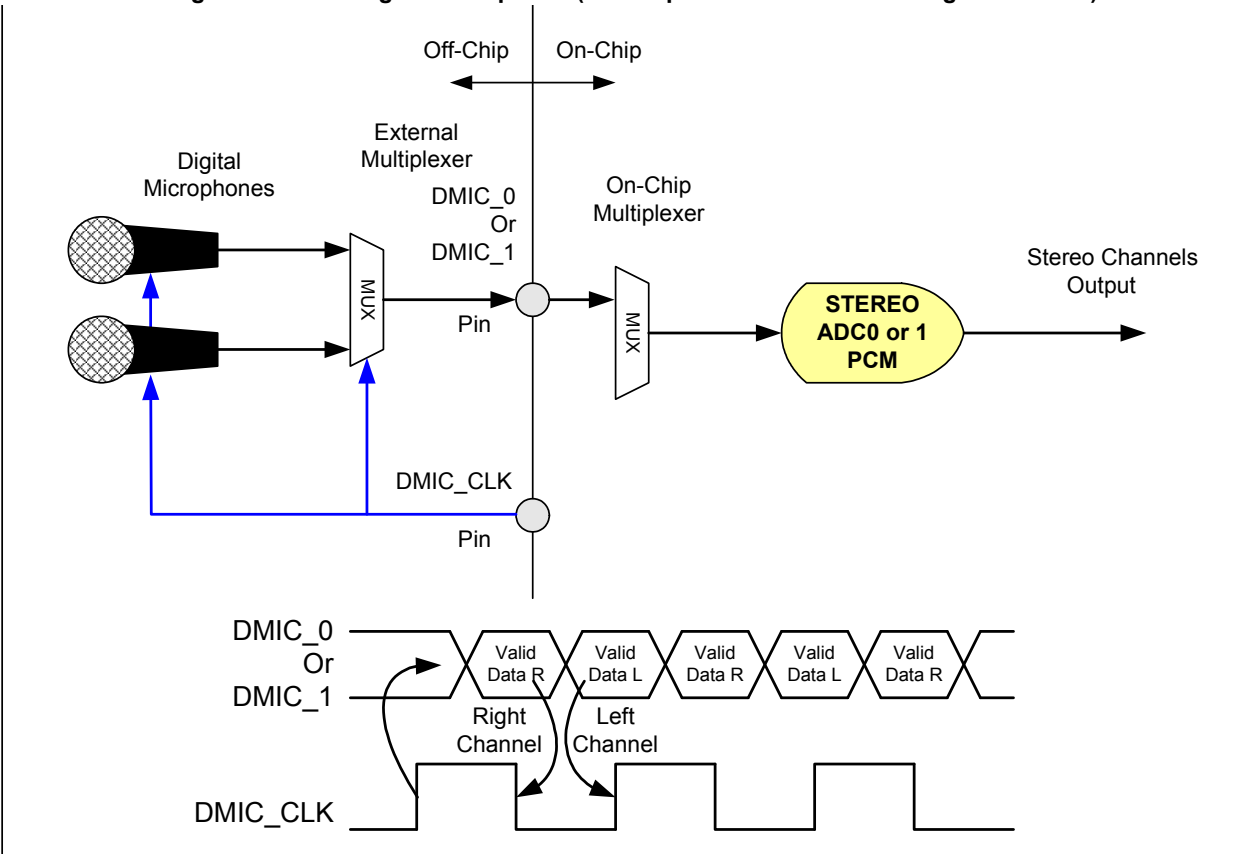 Off-Chip
On-Chip
External
Multiplexer
Digital
Microphones
DMIC_0
Or
DMIC_1
On-Chip
Multiplexer
Stereo Channels
Output
MUX
Pin
MUX
STEREO
ADC0 or 1
PCM
DMIC_CLK
Pin
DMIC_0
Or
DMIC_1
Valid
Data R
Valid
Data L
Valid
Data R
Valid
Data L
Valid
Data R
Right
Channel
Left
Channel
DMIC_CLK